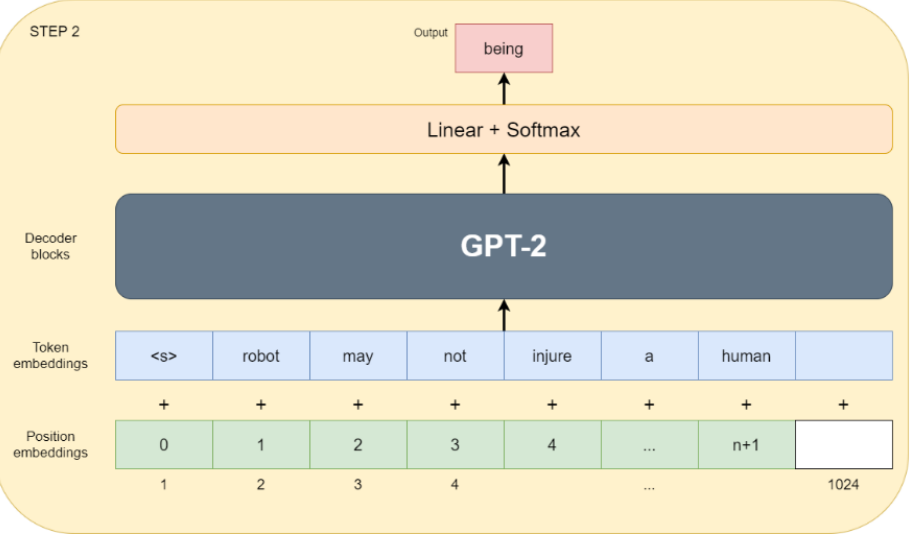 STEP 2
Output
being
Linear + Softmax
Decoder
blocks
GPT-2
Token
embeddings
<s> robot may not injure a human
+ + + + + + + +
Position
embeddings
0 1 2 3 4 ... n+1
1 2 3 4 ... 1024